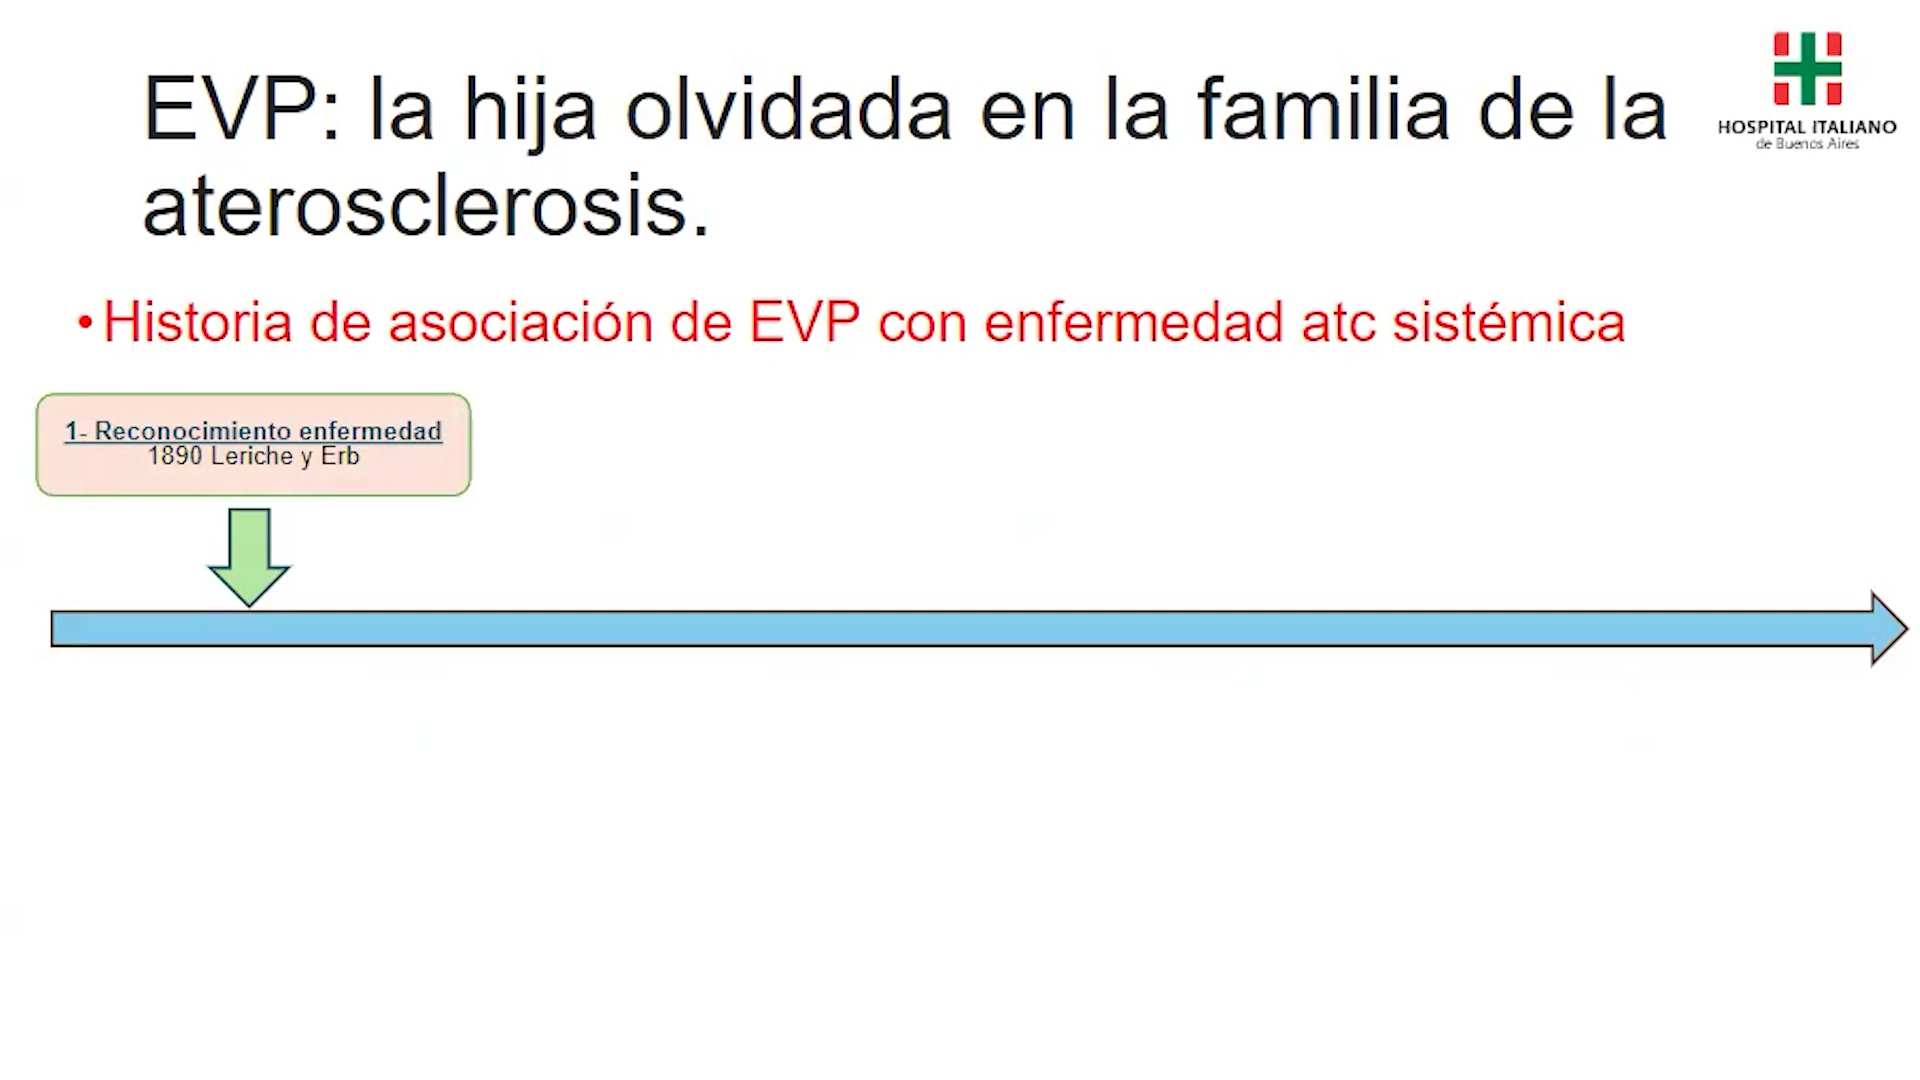 EVP: la hija olvidada en la familia de la
aterosclerosis.
HOSPITAL ITALIANO
de Buenos Aires
• Historia de asociación de EVP con enfermedad atc sistémica
1- Reconocimiento enfermedad
1890 Leriche y Erb